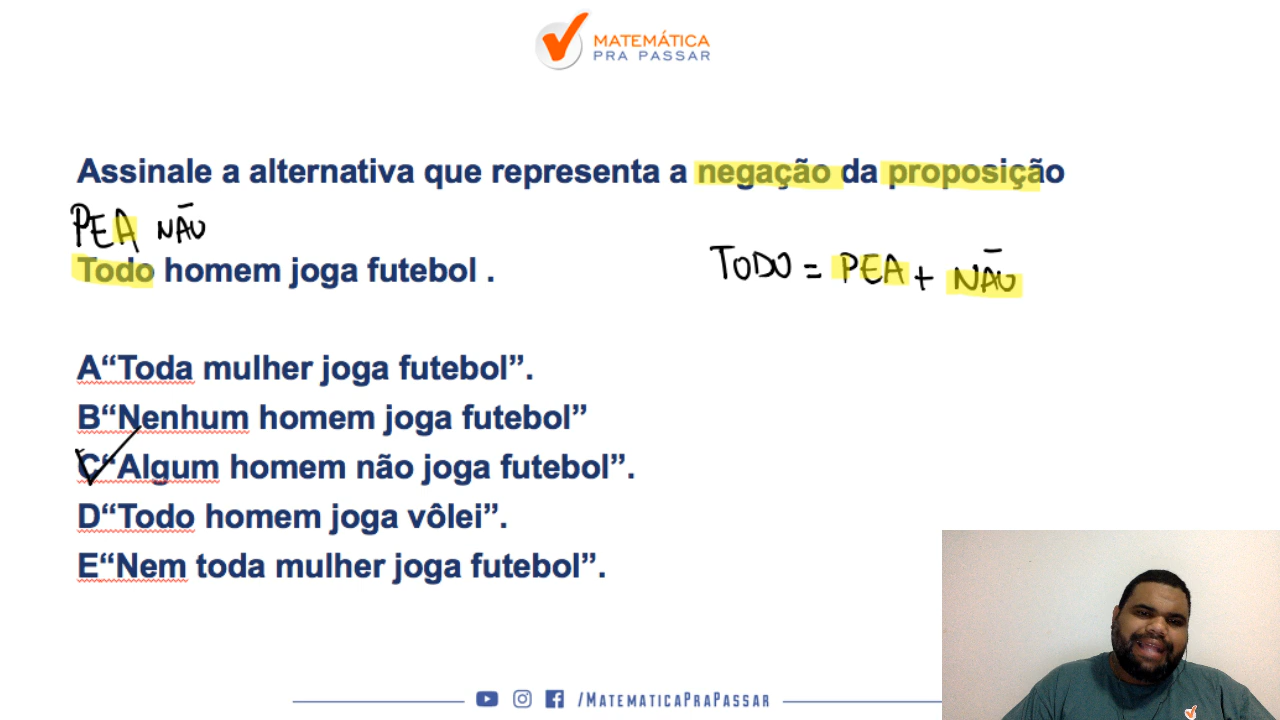 MATEMÁTICA
PRA PASSAR
Assinale a alternativa que representa a negação da proposição
PEA NÃO
Todo homem joga futebol .
TODO = PEA + NÃO
A“Toda mulher joga futebol”.
B“Nenhum homem joga futebol”
C“Algum homem não joga futebol”.
D“Todo homem joga vôlei”.
E“Nem toda mulher joga futebol”.
/MATEMATICAPRAPASSAR